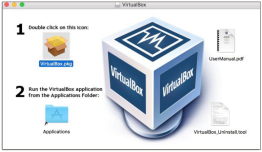 VirtualBox
1 Double click on this icon:
VirtualBox.pkg
UserManual.pdf
VirtualBox
VirtualBox
2 Run the VirtualBox application
from the Applications Folder:
Applications
VirtualBox_Uninstall.tool